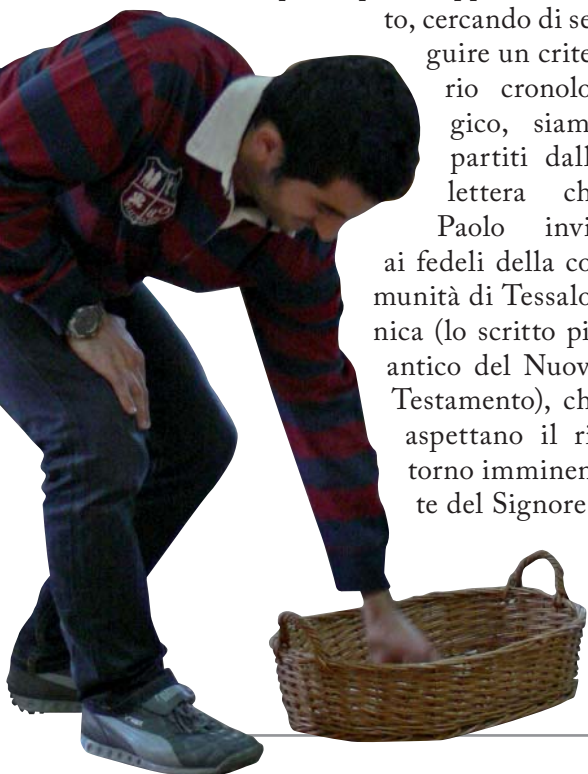 to, cercando di se
guire un crite
rio cronolo
gico, siam
partiti dall
lettera ch
Paolo invi
ai fedeli della co
munità di Tessalo
nica (lo scritto pi
antico del Nuov
Testamento), ch
aspettano il ri
torno imminen
te del Signore